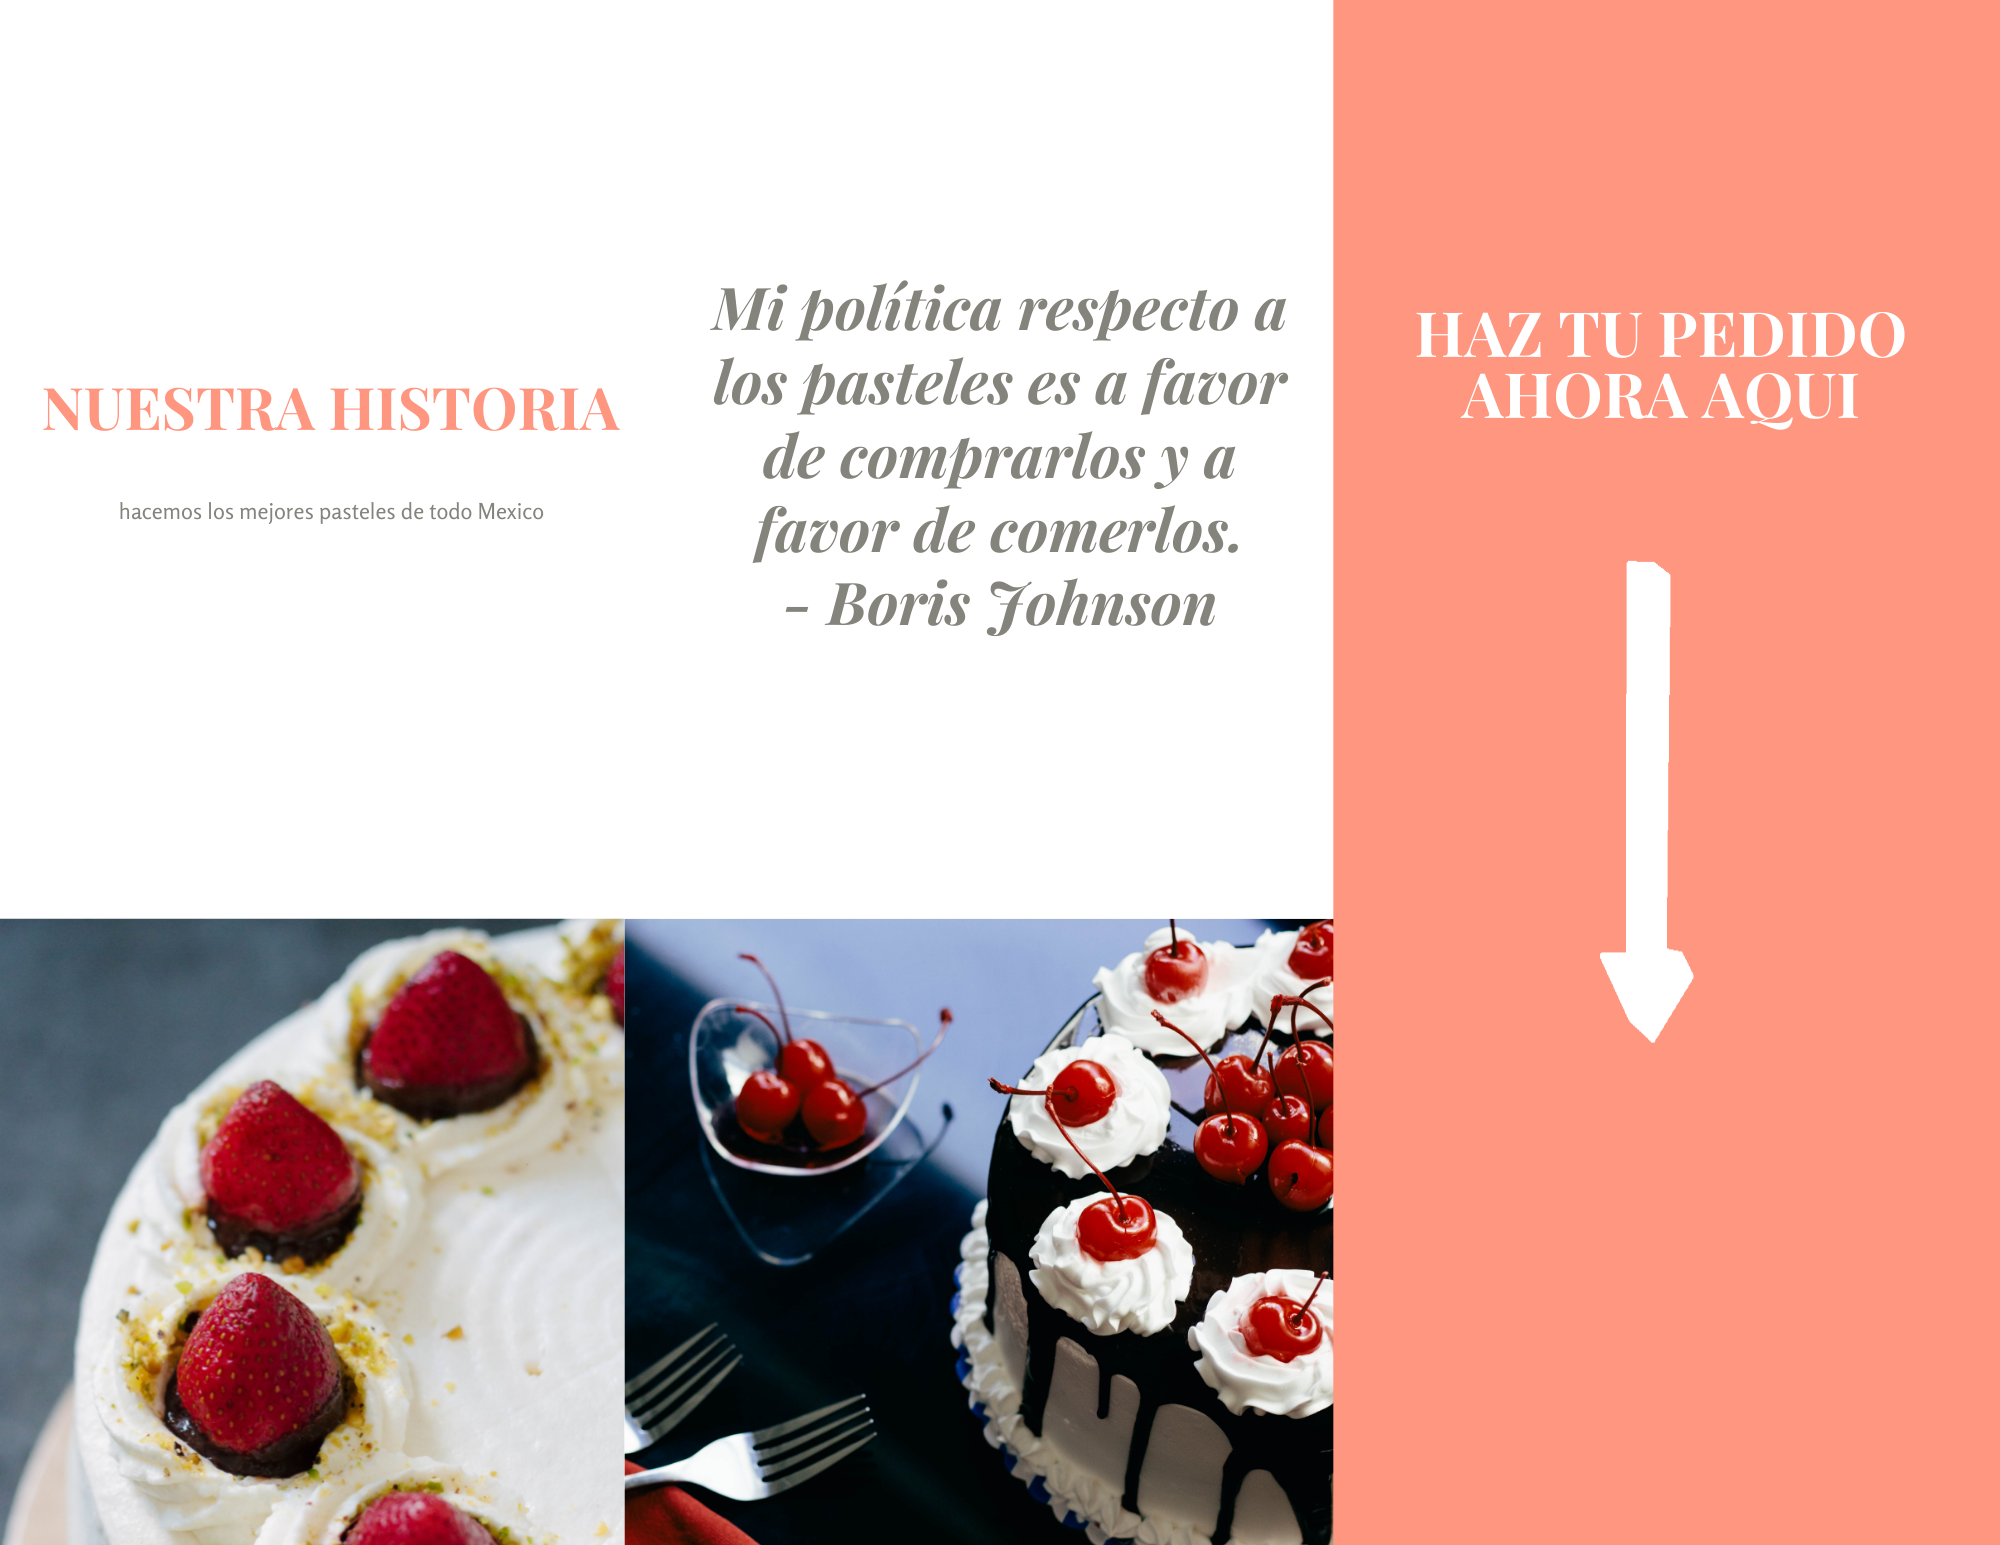 NUESTRA HISTORIA
hacemos los mejores pasteles de todo Mexico
Mi política respecto a
los pasteles es a favor
de comprarlos y a
favor de comerlos.
- Boris Johnson
HAZ TU PEDIDO
AHORA AQUI